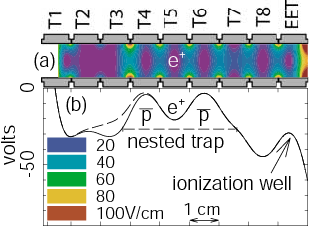 T1 T2 T3 T4 T5 T6 T7 T8 EET
(a) e+
0
(b)
p̅ e+ p̅
volts
nested trap
-50
20
40
60
80
100V/cm
ionization well
1 cm